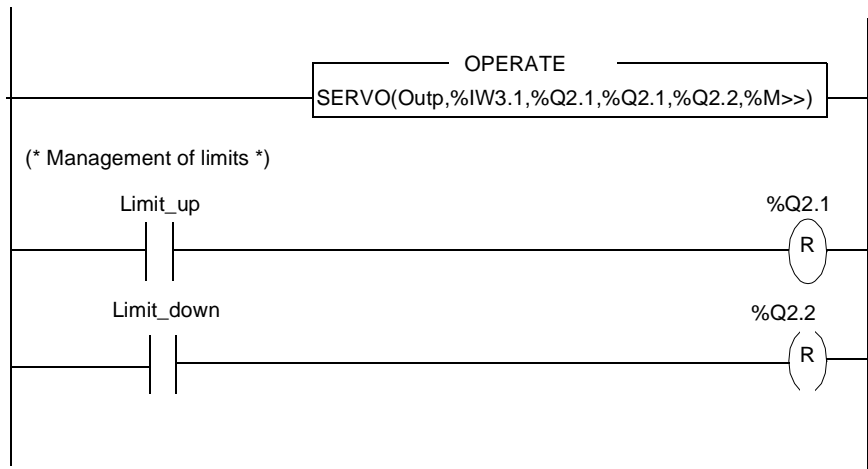 OPERATE
SERVO(Outp,%IW3.1,%Q2.1,%Q2.1,%Q2.2,%M>>)
(* Management of limits *)
Limit_up %Q2.1
R
Limit_down %Q2.2
R